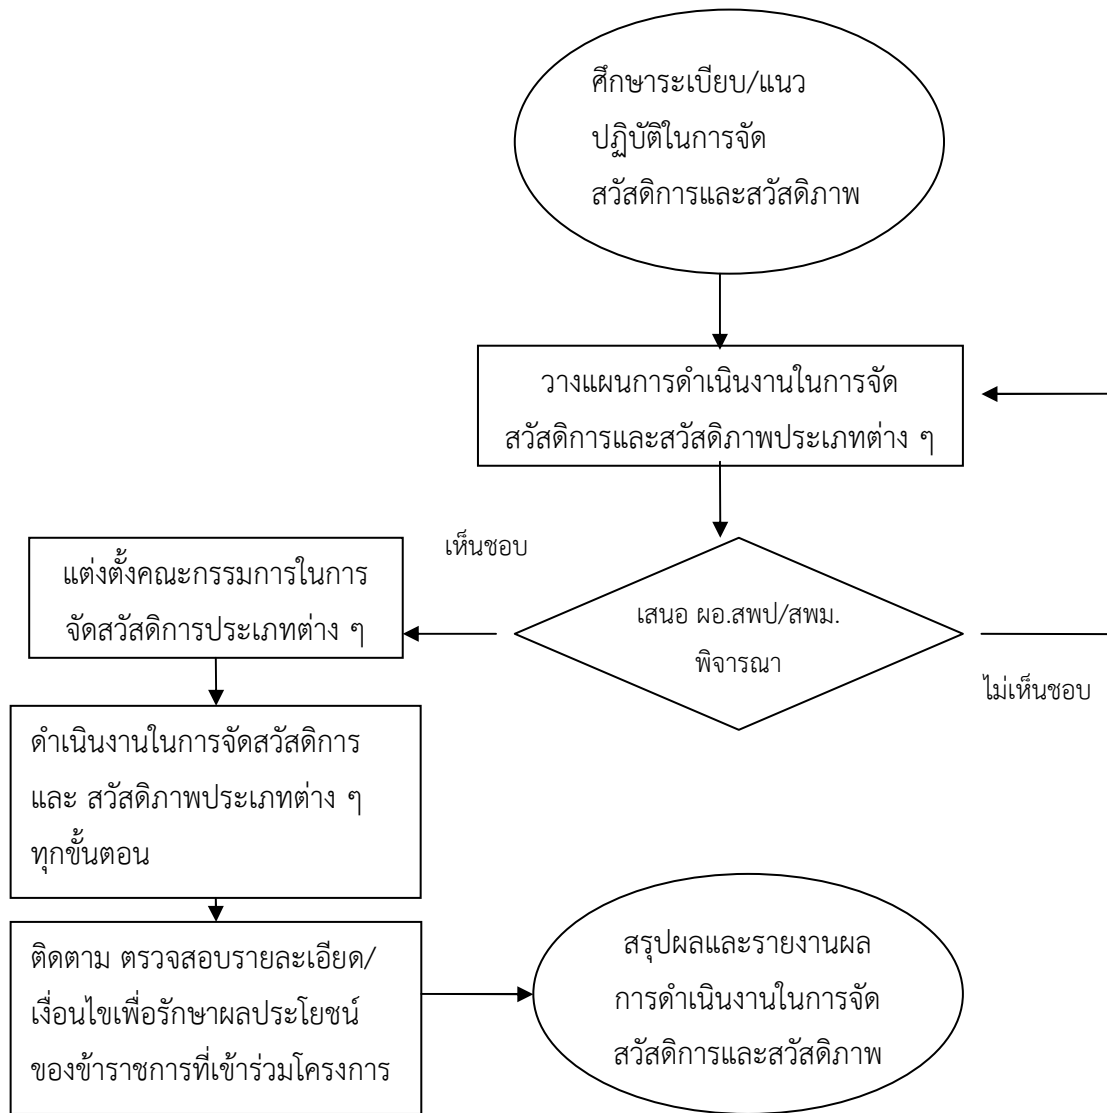 ศึกษาระเบียบ/แนว
ปฏิบัติในการจัด
สวัสดิการและสวัสดิภาพ
วางแผนการดำเนินงานในการจัด
สวัสดิการและสวัสดิภาพประเภทต่าง ๆ
เห็นชอบ
แต่งตั้งคณะกรรมการในการ
จัดสวัสดิการประเภทต่าง ๆ
เสนอ ผอ.สพป/สพม.
พิจารณา
ไม่เห็นชอบ
ดำเนินงานในการจัดสวัสดิการ
และ สวัสดิภาพประเภทต่าง ๆ
ทุกขั้นตอน
ติดตาม ตรวจสอบรายละเอียด/
เงื่อนไขเพื่อรักษาผลประโยชน์
ของข้าราชการที่เข้าร่วมโครงการ
สรุปผลและรายงานผล
การดำเนินงานในการจัด
สวัสดิการและสวัสดิภาพ